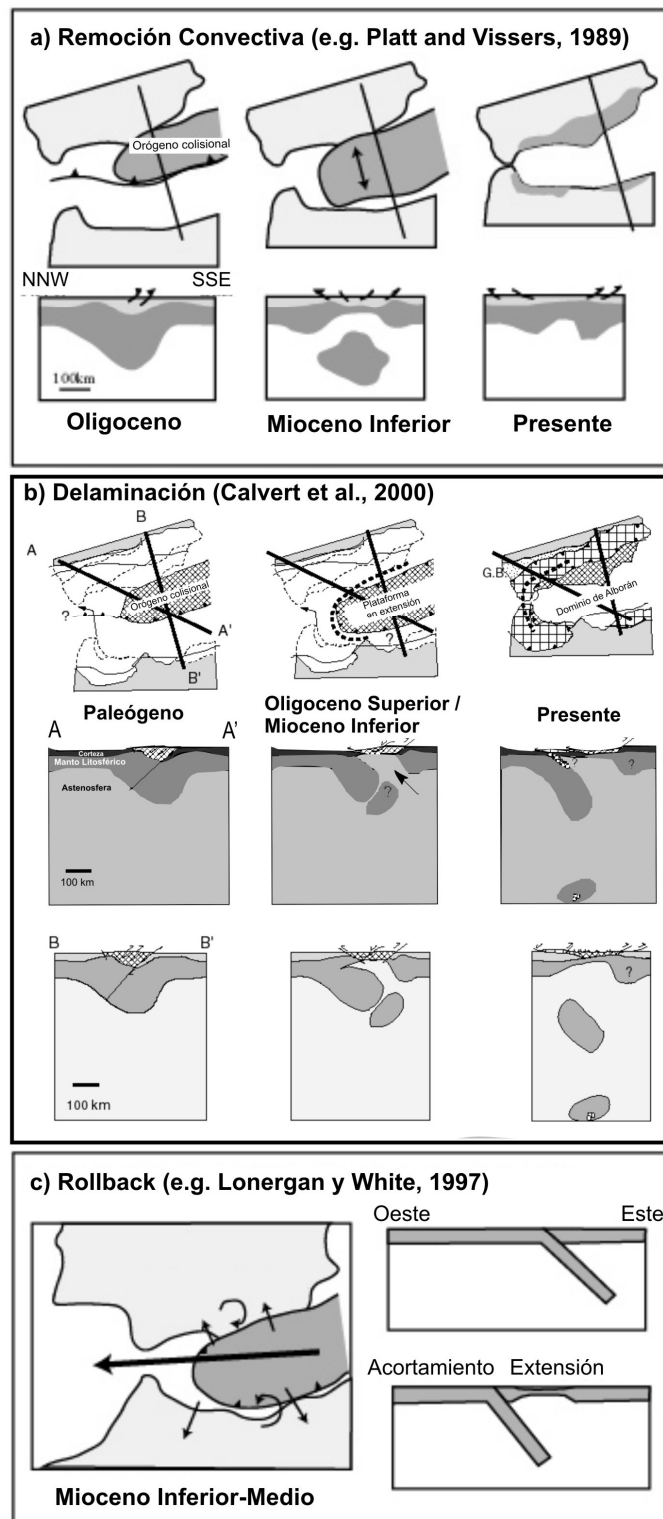 a) Remoción Convectiva (e.g. Platt and Vissers, 1989)
Orógeno colisional
NNW
SSE
100km
Oligoceno
Mioceno Inferior
Presente
b) Delaminación (Calvert et al., 2000)
B
A
?
Orógeno colisional
A'
B'
Plataforma
en extensión
?
G.B.
Dominio de Alborán
Paleógeno
Oligoceno Superior /
Mioceno Inferior
Presente
A
A'
Corteza
Manto Litosférico
Astenosfera
100 km
?
?
?
B
B'
100 km
?
c) Rollback (e.g. Lonergan y White, 1997)
Oeste
Este
Acortamiento
Extensión
Mioceno Inferior-Medio